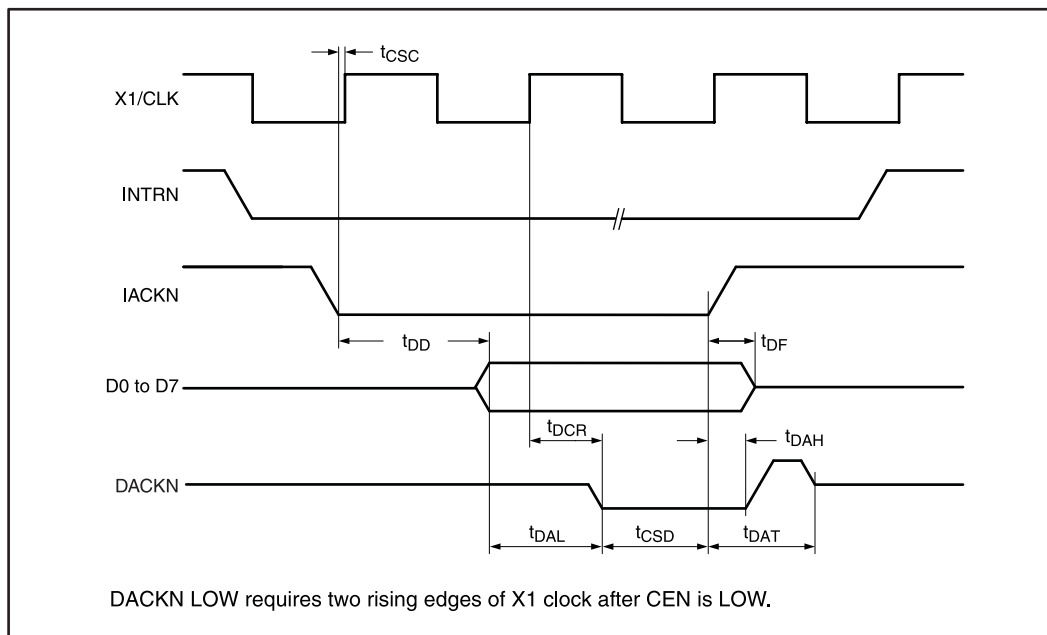 tCSC
X1/CLK
INTRN
IACKN
tDD
tDF
D0 to D7
tDCR
tDAH
DACKN
tDAL
tCSD
tDAT
DACKN LOW requires two rising edges of X1 clock after CEN is LOW.